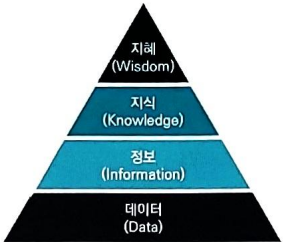 지혜
(Wisdom)
지식
(Knowledge)
정보
(Information)
데이터
(Data)